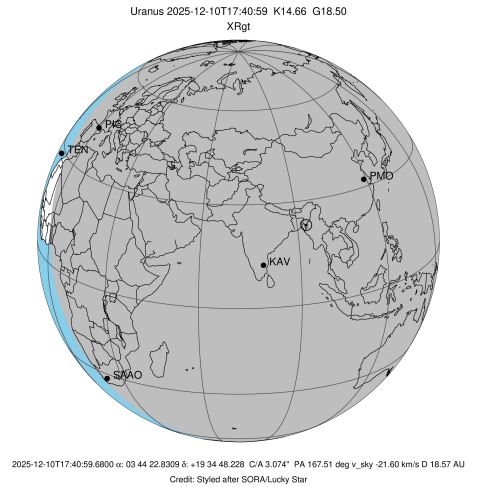 Uranus 2025-12-10T17:40:59 K14.66 G18.50
XRgt
PIC
TEN
PMO
KAV
SAAO
2025-12-10T17:40:59.6800 α: 03 44 22.8309 δ: +19 34 48.228 C/A 3.074" PA 167.51 deg v_sky -21.60 km/s D 18.57 AU
Credit: Styled after SORA/Lucky Star